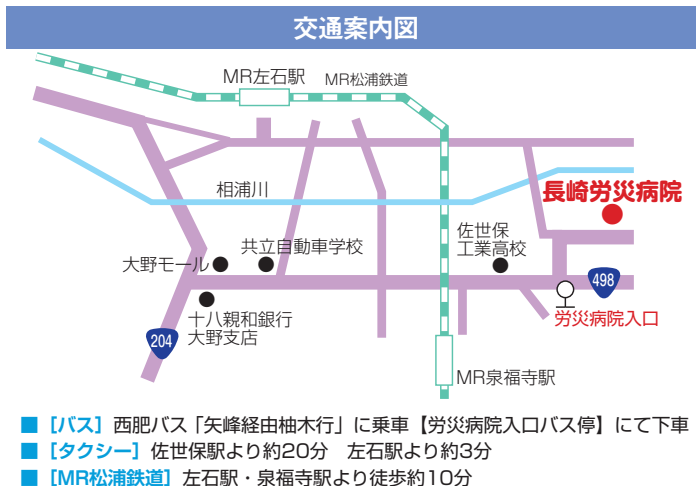 交通案内図
MR左石駅
MR松浦鉄道
相浦川
長崎労災病院
佐世保
工業高校
共立自動車学校
大野モール
498
十八親和銀行
大野支店
労災病院入口
204
MR泉福寺駅
■ [バス] 西肥バス「矢峰経由柚木行」に乗車【労災病院入口バス停】にて下車
■ [タクシー] 佐世保駅より約20分　左石駅より約3分
■ [MR松浦鉄道] 左石駅・泉福寺駅より徒歩約10分